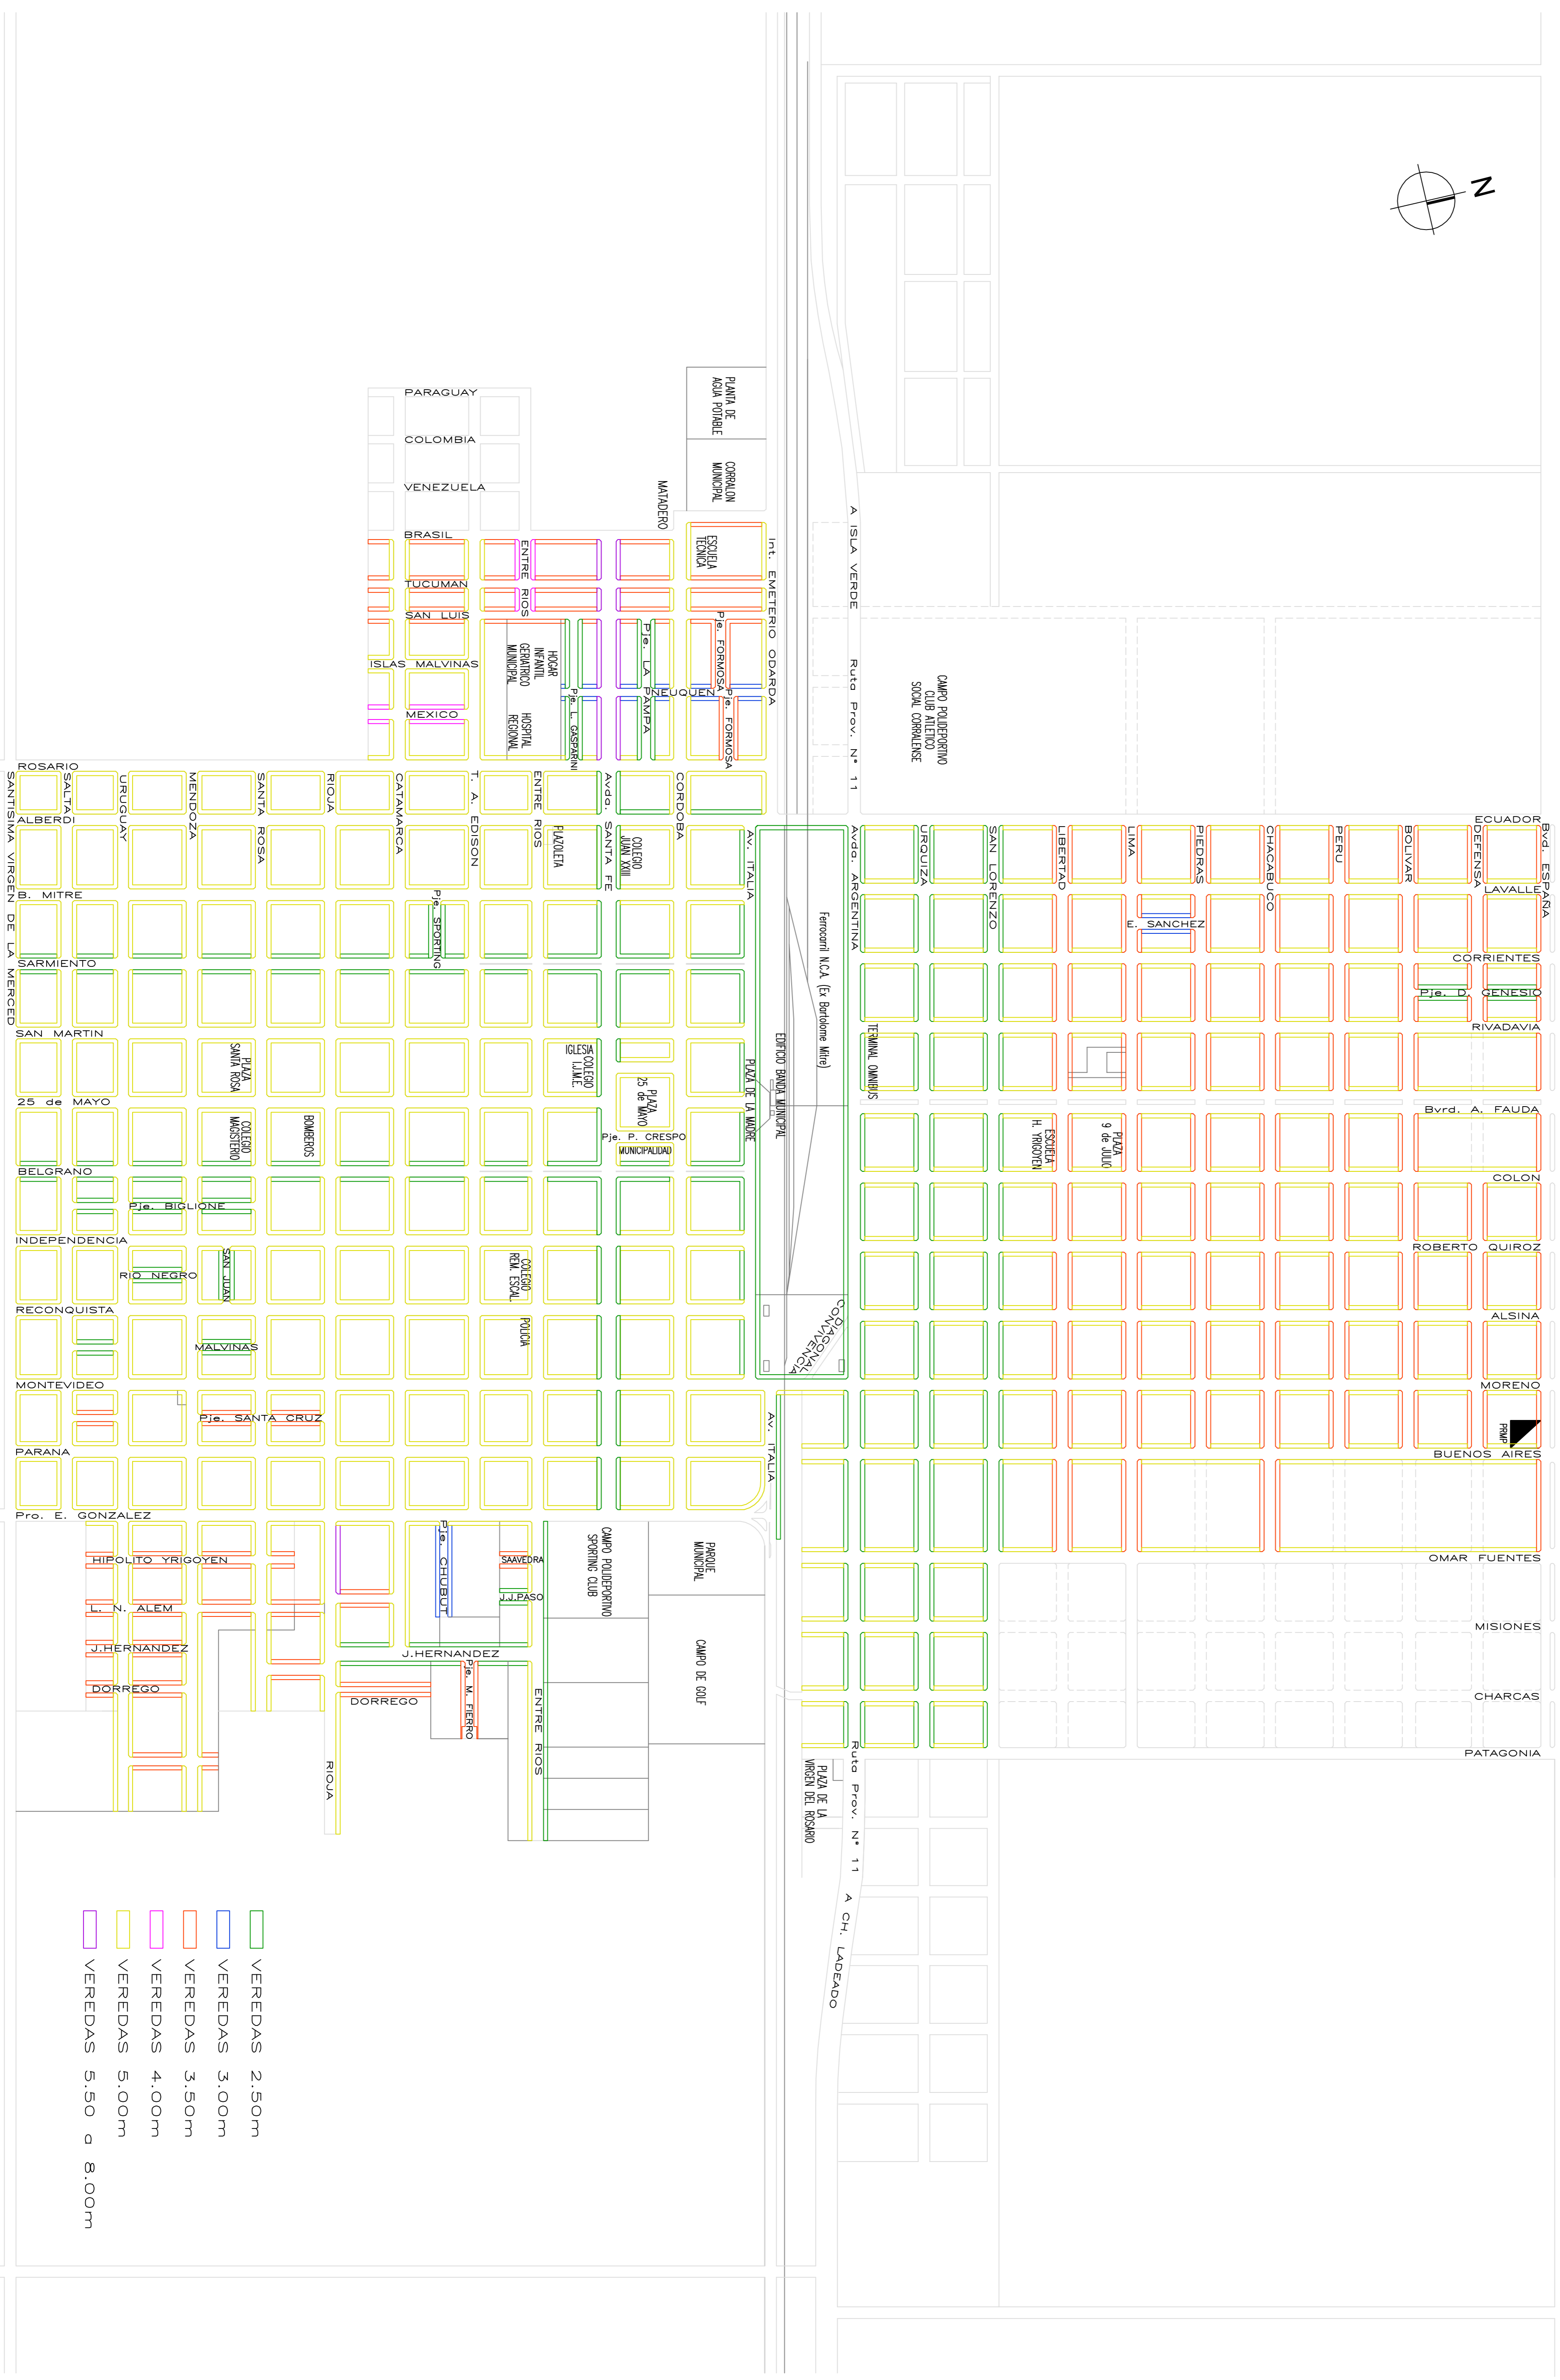 N
PLANTA DE
AGUA POTABLE
CORRALON
MUNICIPAL
MATADERO
PARAGUAY
COLOMBIA
VENEZUELA
BRASIL
TUCUMAN
SAN LUIS
ISLAS MALVINAS
MEXICO
ENTRE RIOS
ESCUELA
TECNICA
Int. EMETERIO ODARDA
A ISLA VERDE
Ruta Prov. N° 11
Pje. FORMOSA
Pje. LA PAMPA
NEUQUEN
Pje. FORMOSA
HOGAR
INFANTIL
GERIATRICO
MUNICIPAL
HOSPITAL
REGIONAL
Pje. L. GASPARINI
CAMPO POLIDEPORTIVO
CLUB ATLETICO
SOCIAL CORRALENSE
ROSARIO
SANTISIMA VIRGEN DE LA MERCED
SALTA
URUGUAY
MENDOZA
SANTA ROSA
RIOJA
CATAMARCA
T. A. EDISON
ENTRE RIOS
Avda. SANTA FE
CORDOBA
Av. ITALIA
Avda. ARGENTINA
URQUIZA
SAN LORENZO
LIBERTAD
LIMA
PIEDRAS
CHACABUCO
PERU
BOLIVAR
DEFENSA
Bvd. ESPAÑA
ECUADOR
ALBERDI
PLAZOLETA
COLEGIO
JUAN XXIII
LAVALLE
B. MITRE
Pje. SPORTING
E. SANCHEZ
Ferrocarril N.C.A. (Ex Bartolome Mitre)
CORRIENTES
SARMIENTO
Pje. D. GENESIO
RIVADAVIA
SAN MARTIN
TERMINAL OMNIBUS
EDIFICIO BANDA MUNICIPAL
PLAZA DE LA MADRE
PLAZA
SANTA ROSA
IGLESIA
COLEGIO
I.J.M.E.
PLAZA
25 de MAYO
25 de MAYO
Bvrd. A. FAUDA
COLEGIO
MAGISTERIO
BOMBEROS
Pje. P. CRESPO
MUNICIPALIDAD
ESCUELA
H. YRIGOYEN
PLAZA
9 de JULIO
BELGRANO
COLON
Pje. BIGLIONE
INDEPENDENCIA
ROBERTO QUIROZ
RIO NEGRO
SAN JUAN
COLEGIO
REM. ESCAL.
RECONQUISTA
ALSINA
POLICIA
MALVINAS
DIAGONAL
CONVIVENCIA
MONTEVIDEO
MORENO
Pje. SANTA CRUZ
Av. ITALIA
PRMP
PARANA
BUENOS AIRES
Pro. E. GONZALEZ
HIPOLITO YRIGOYEN
Pje. CHUBUT
SAAVEDRA
J.J.PASO
CAMPO POLIDEPORTIVO
SPORTING CLUB
PARQUE
MUNICIPAL
OMAR FUENTES
L. N. ALEM
J.HERNANDEZ
J.HERNANDEZ
CAMPO DE GOLF
MISIONES
DORREGO
DORREGO
Pje. M. FIERRO
ENTRE RIOS
CHARCAS
RIOJA
PATAGONIA
PLAZA DE LA
VIRGEN DEL ROSARIO
Ruta Prov. N° 11
A CH. LADEADO
VEREDAS 2.50m
VEREDAS 3.00m
VEREDAS 3.50m
VEREDAS 4.00m
VEREDAS 5.00m
VEREDAS 5.50 a 8.00m